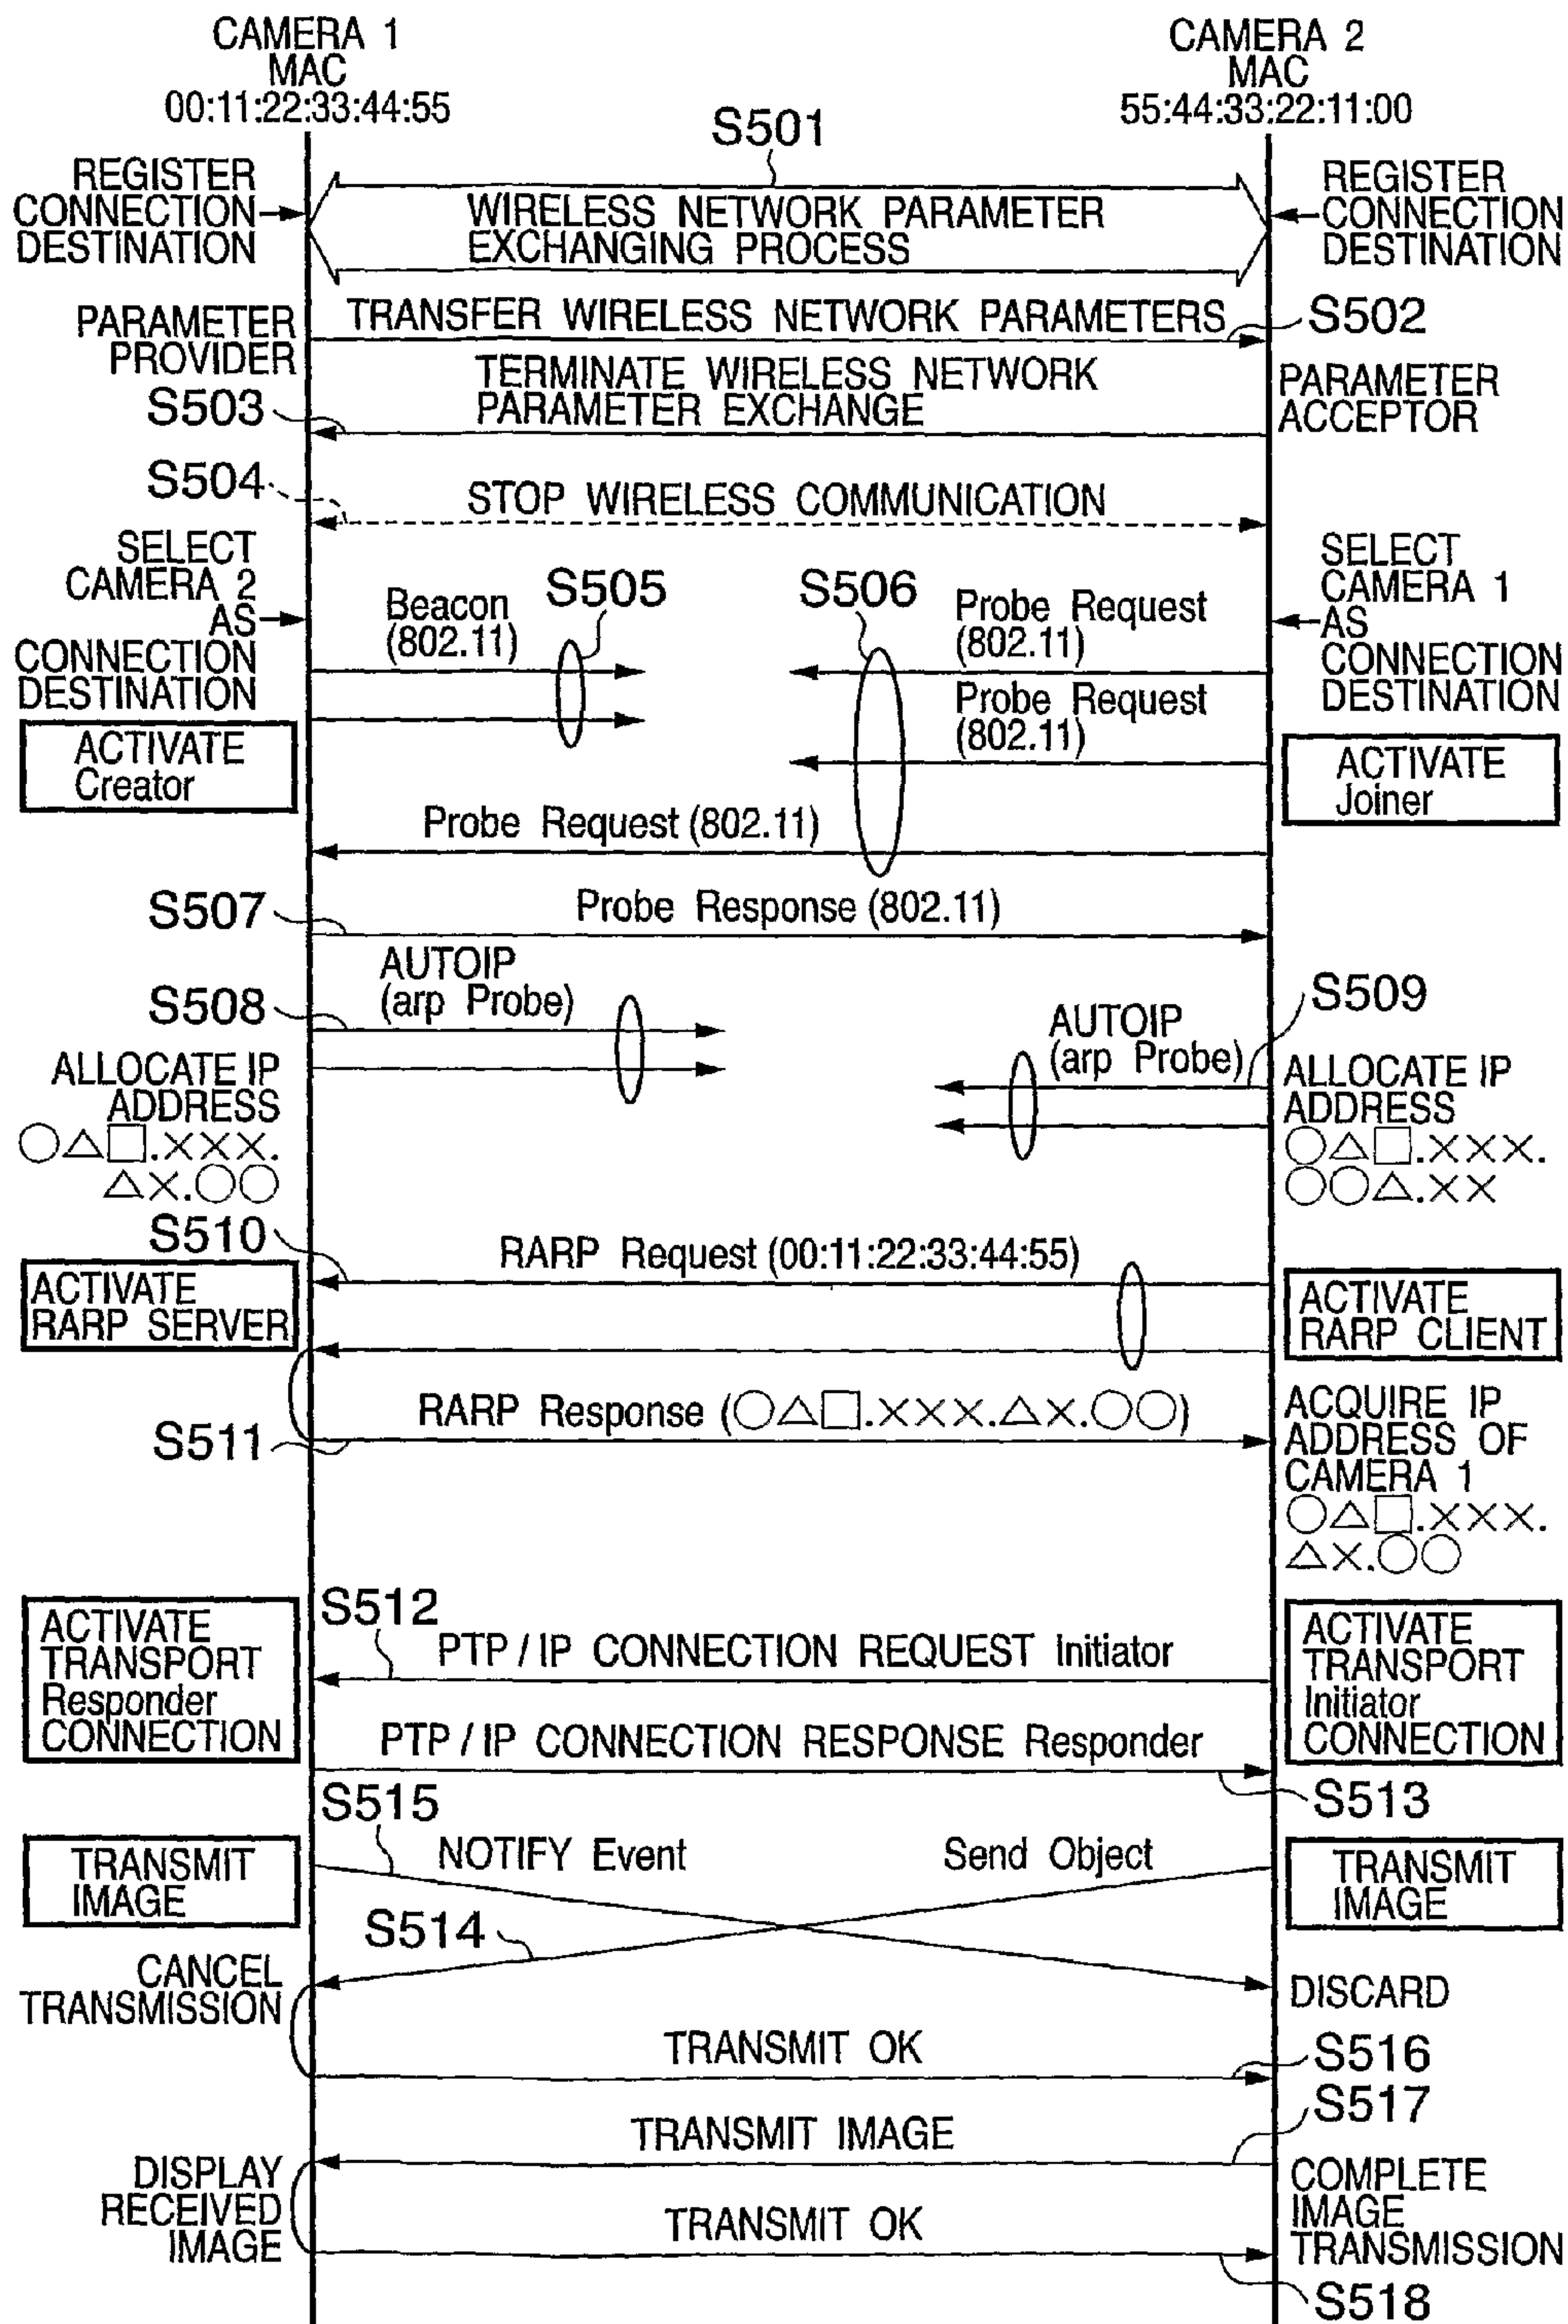 CAMERA 1
MAC
00:11:22:33:44:55
CAMERA 2
MAC
55:44:33:22:11:00
S501
REGISTER
CONNECTION
DESTINATION
WIRELESS NETWORK PARAMETER
EXCHANGING PROCESS
REGISTER
CONNECTION
DESTINATION
PARAMETER
PROVIDER
TRANSFER WIRELESS NETWORK PARAMETERS
S502
S503
TERMINATE WIRELESS NETWORK
PARAMETER EXCHANGE
PARAMETER
ACCEPTOR
S504
STOP WIRELESS COMMUNICATION
SELECT
CAMERA 2
AS
CONNECTION
DESTINATION
Beacon
(802.11)
S505
S506
Probe Request
(802.11)
Probe Request
(802.11)
SELECT
CAMERA 1
AS
CONNECTION
DESTINATION
ACTIVATE
Creator
ACTIVATE
Joiner
Probe Request (802.11)
S507
Probe Response (802.11)
S508
AUTOIP
(arp Probe)
S509
AUTOIP
(arp Probe)
ALLOCATE IP
ADDRESS
○△□.×××.
△×.○○
ALLOCATE IP
ADDRESS
○△□.×××.
○○△.××
S510
RARP Request (00:11:22:33:44:55)
ACTIVATE
RARP SERVER
ACTIVATE
RARP CLIENT
RARP Response (○△□.×××.△×.○○)
S511
ACQUIRE IP
ADDRESS OF
CAMERA 1
○△□.×××.
△×.○○
ACTIVATE
TRANSPORT
Responder
CONNECTION
S512
PTP / IP CONNECTION REQUEST Initiator
ACTIVATE
TRANSPORT
Initiator
CONNECTION
PTP / IP CONNECTION RESPONSE Responder
S513
S515
TRANSMIT
IMAGE
NOTIFY Event
Send Object
TRANSMIT
IMAGE
S514
CANCEL
TRANSMISSION
DISCARD
TRANSMIT OK
S516
S517
TRANSMIT IMAGE
DISPLAY
RECEIVED
IMAGE
TRANSMIT OK
COMPLETE
IMAGE
TRANSMISSION
S518